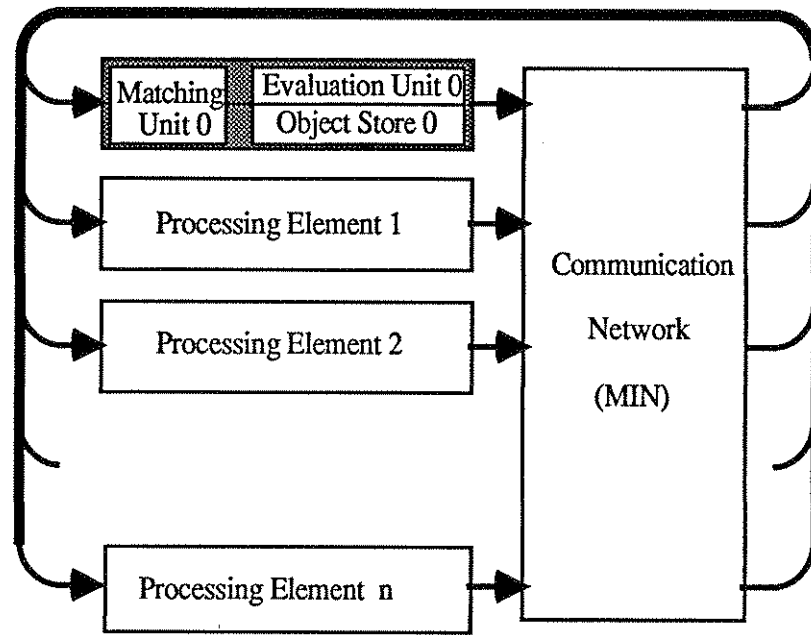 Matching
Unit 0
Evaluation Unit 0
Object Store 0
Processing Element 1
Processing Element 2
Processing Element n
Communication
Network
(MIN)